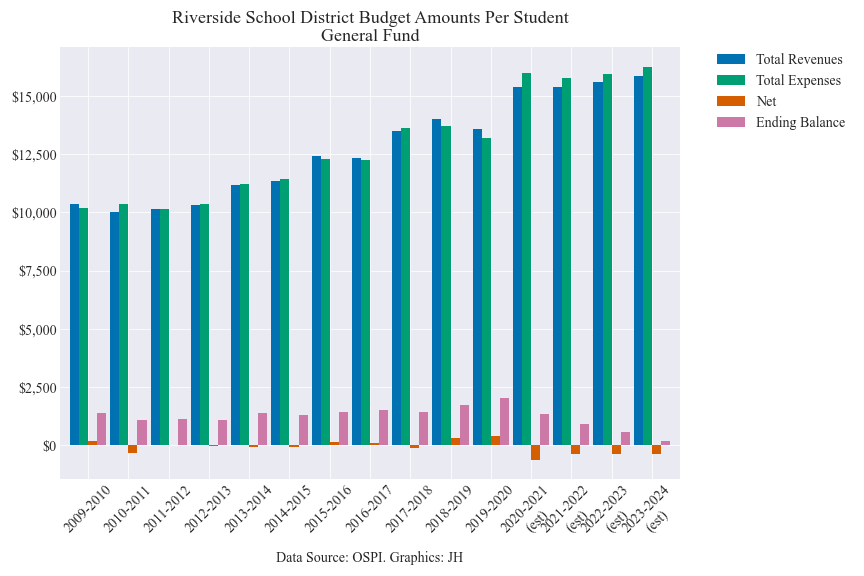 Riverside School District Budget Amounts Per Student
General Fund
Total Revenues
Total Expenses
Net
Ending Balance
$15,000
$12,500
$10,000
$7,500
$5,000
$2,500
$0
2009-2010
2010-2011
2011-2012
2012-2013
2013-2014
2014-2015
2015-2016
2016-2017
2017-2018
2018-2019
2019-2020
2020-2021
(est)
2021-2022
(est)
2022-2023
(est)
2023-2024
(est)
Data Source: OSPI. Graphics: JH